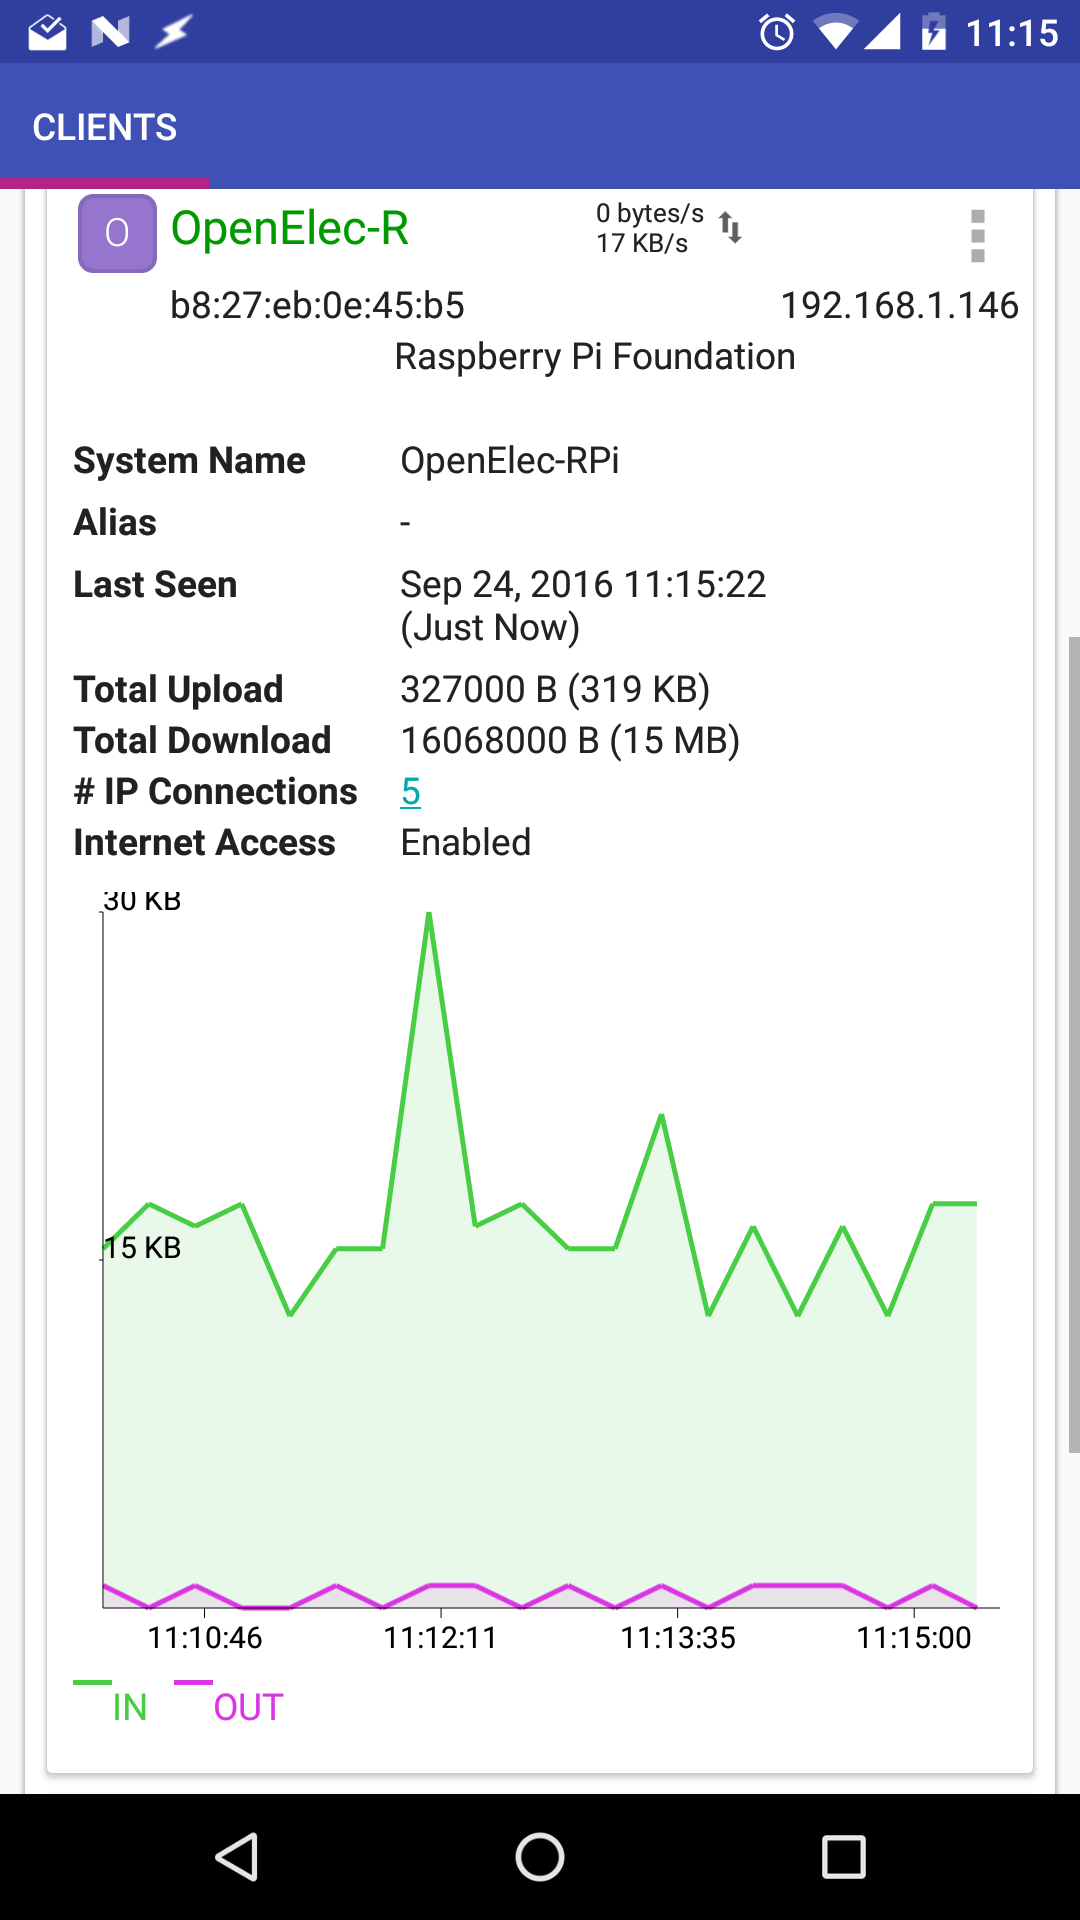 11:15
CLIENTS
O
OpenElec-R
0 bytes/s
17 KB/s
b8:27:eb:0e:45:b5 192.168.1.146
Raspberry Pi Foundation
System Name OpenElec-RPi
Alias -
Last Seen Sep 24, 2016 11:15:22
(Just Now)
Total Upload 327000 B (319 KB)
Total Download 16068000 B (15 MB)
# IP Connections 5
Internet Access Enabled
30 KB
15 KB
11:10:46 11:12:11 11:13:35 11:15:00
IN OUT